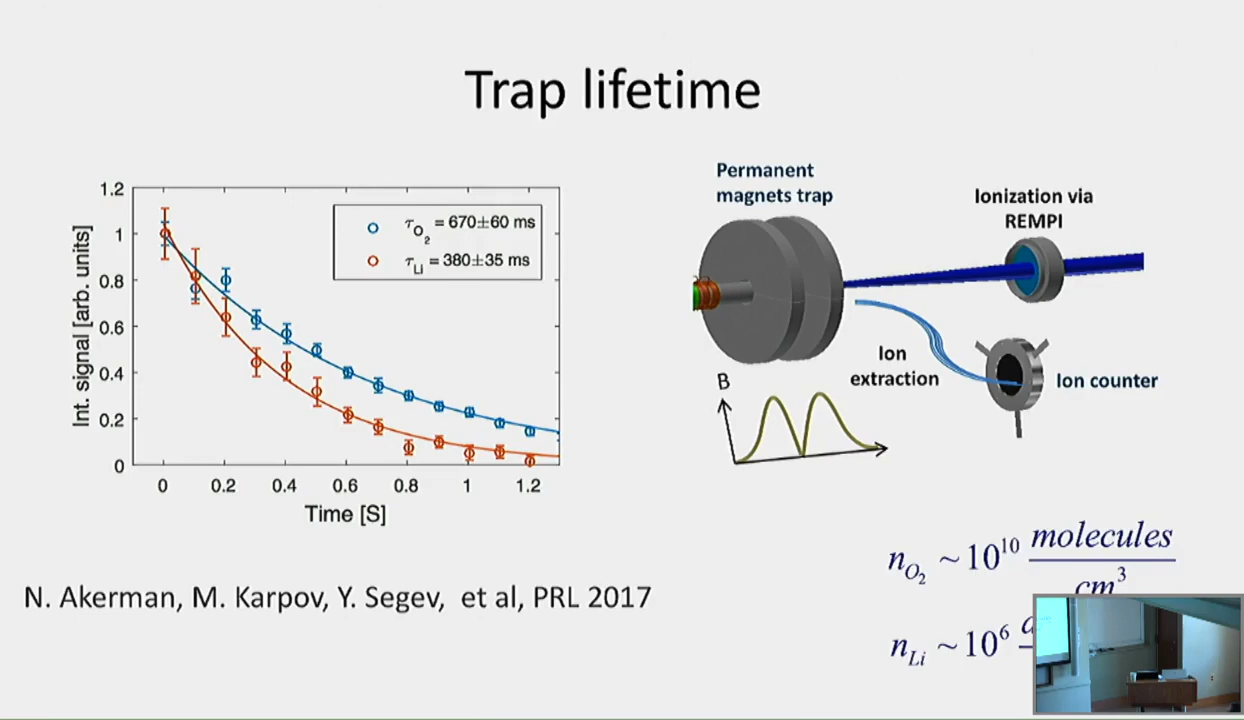 Trap lifetime
1.2
1
0.8
0.6
0.4
0.2
0
Int. signal [arb. units]
τO2 = 670±60 ms
τLi = 380±35 ms
0 0.2 0.4 0.6 0.8 1 1.2
Time [S]
Permanent
magnets trap
Ionization via
REMPI
Ion
extraction
Ion counter
B
N. Akerman, M. Karpov, Y. Segev, et al, PRL 2017
nO2 ~ 10^10 molecules
cm^3
nLi ~ 10^6